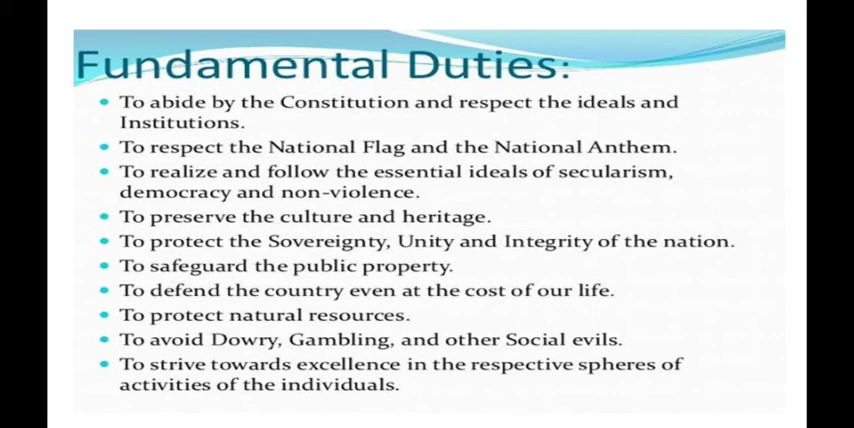 Fundamental Duties:
• To abide by the Constitution and respect the ideals and
Institutions.
• To respect the National Flag and the National Anthem.
• To realize and follow the essential ideals of secularism,
democracy and non-violence.
• To preserve the culture and heritage.
• To protect the Sovereignty, Unity and Integrity of the nation.
• To safeguard the public property.
• To defend the country even at the cost of our life.
• To protect natural resources.
• To avoid Dowry, Gambling, and other Social evils.
• To strive towards excellence in the respective spheres of
activities of the individuals.